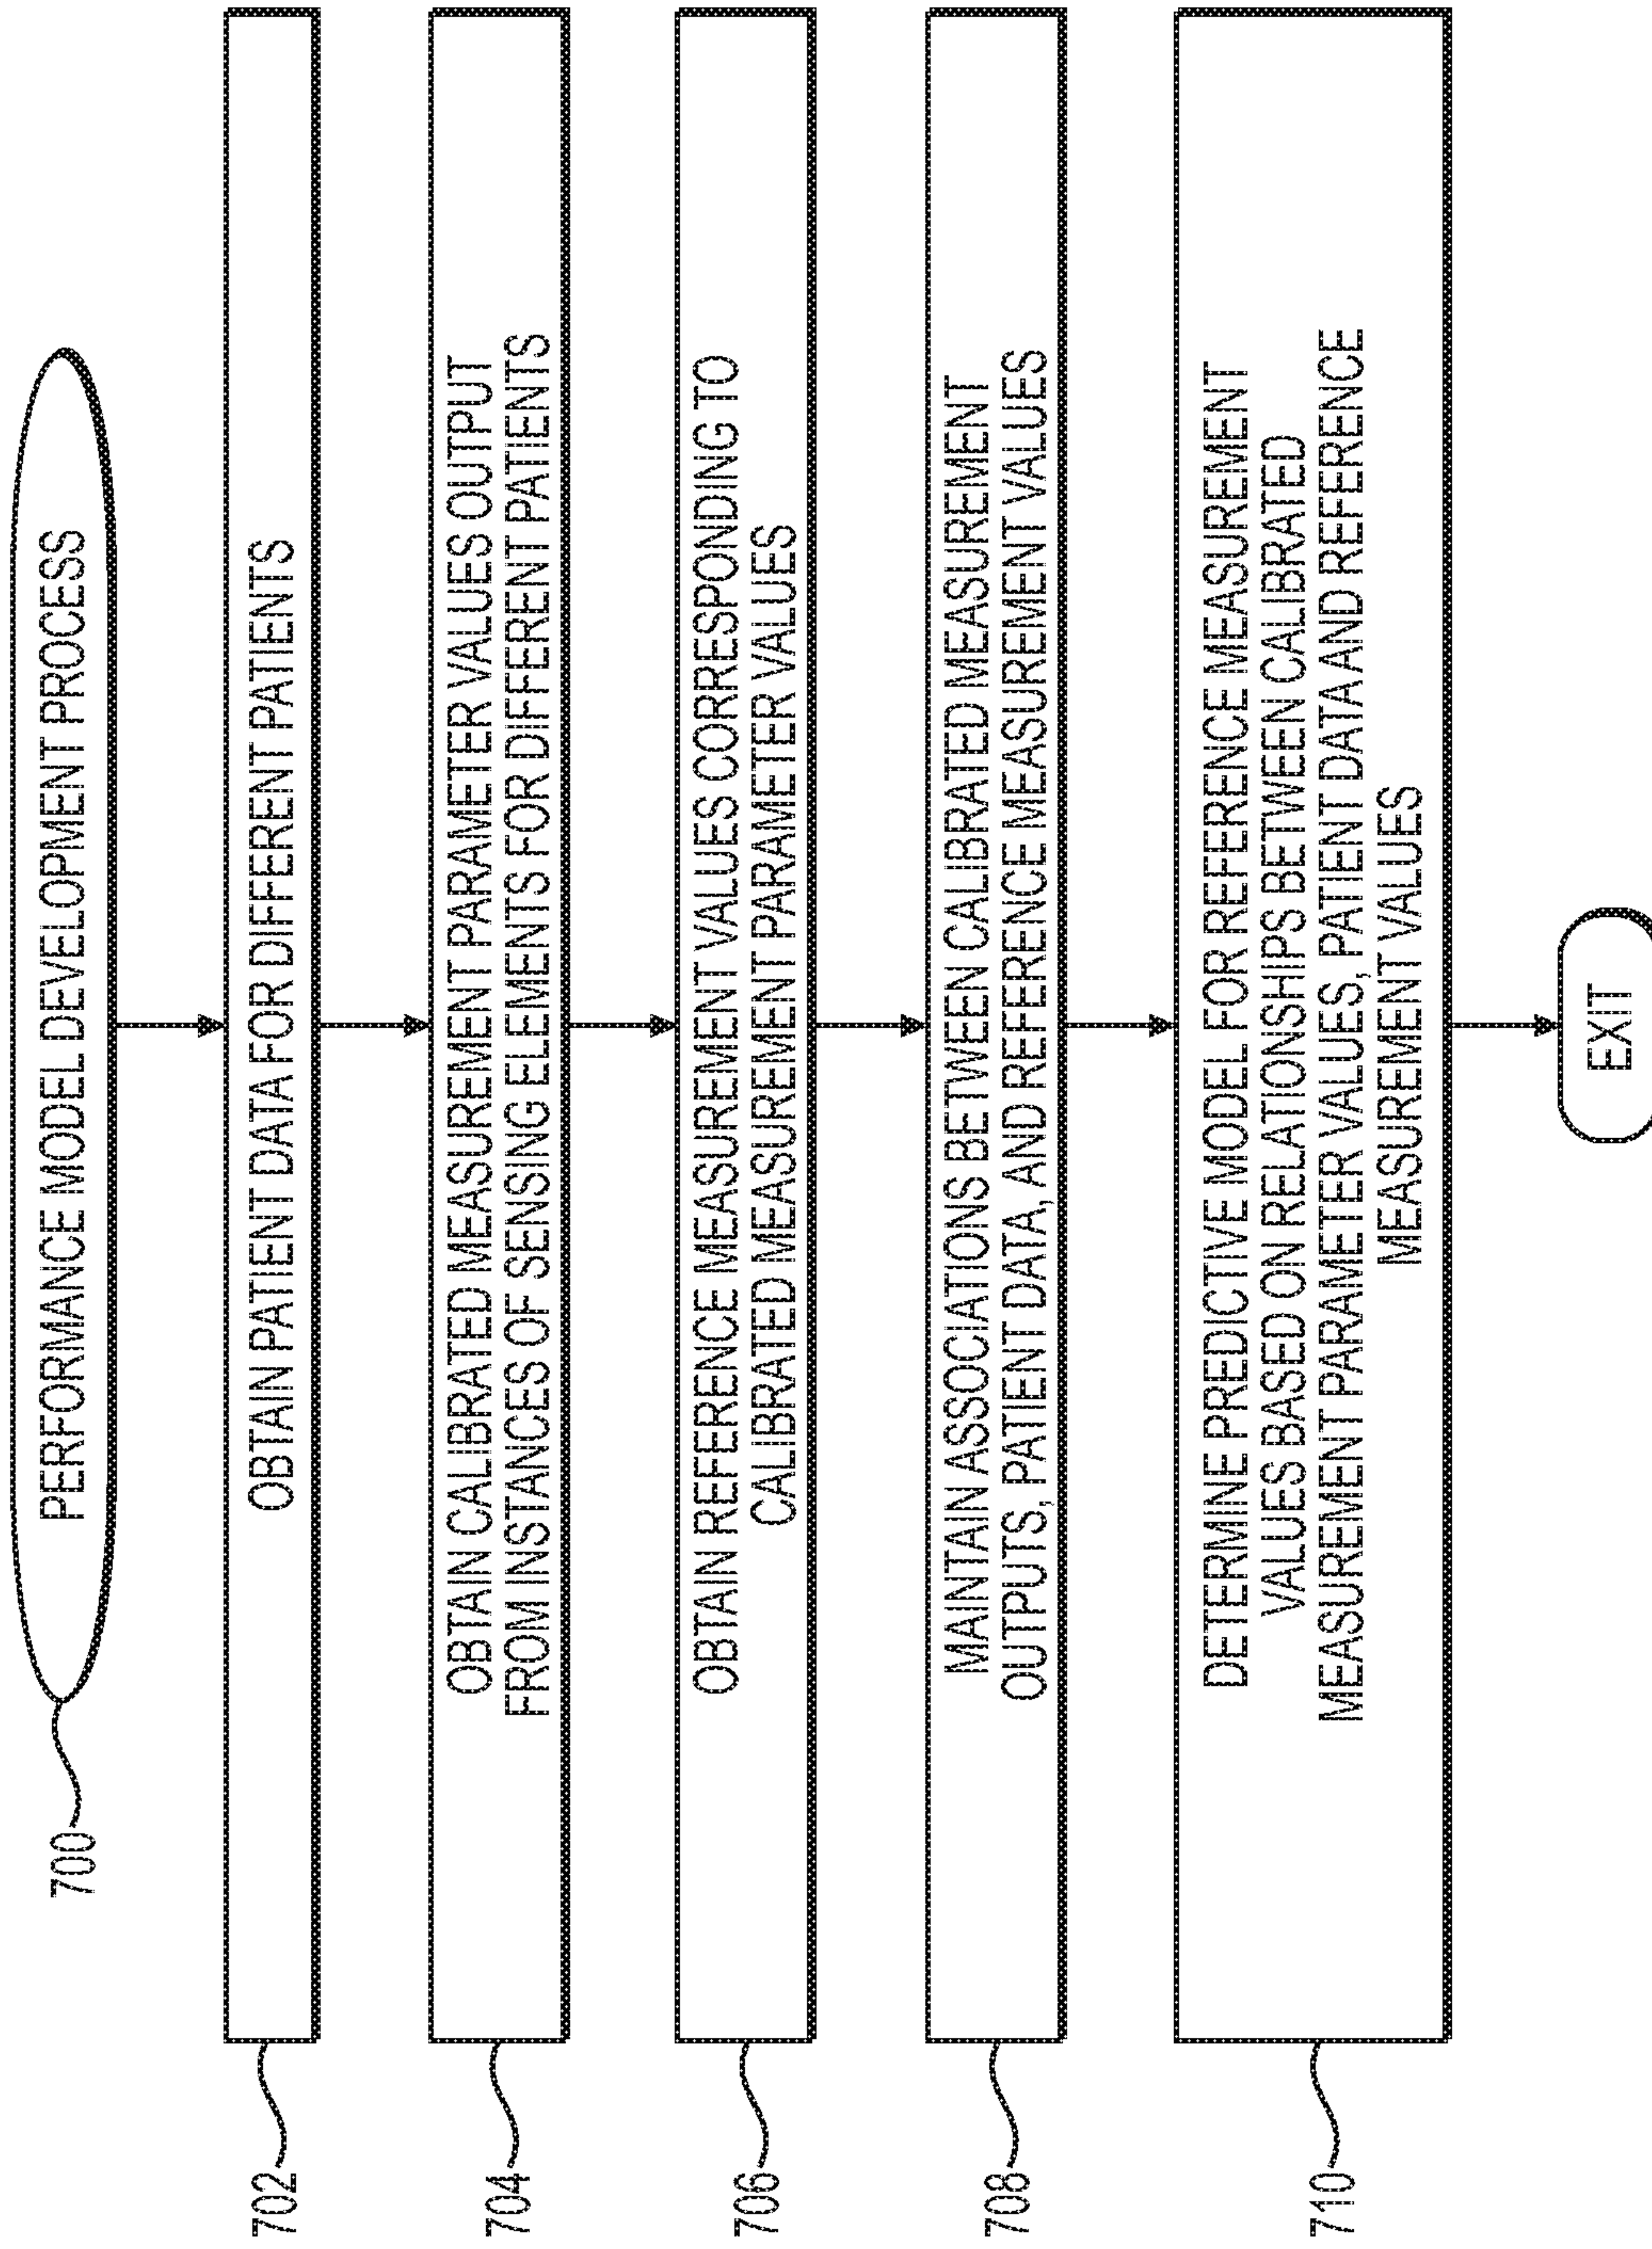 700
PERFORMANCE MODEL DEVELOPMENT PROCESS
702
OBTAIN PATIENT DATA FOR DIFFERENT PATIENTS
704
OBTAIN CALIBRATED MEASUREMENT PARAMETER VALUES OUTPUT
FROM INSTANCES OF SENSING ELEMENTS FOR DIFFERENT PATIENTS
706
OBTAIN REFERENCE MEASUREMENT VALUES CORRESPONDING TO
CALIBRATED MEASUREMENT PARAMETER VALUES
708
MAINTAIN ASSOCIATIONS BETWEEN CALIBRATED MEASUREMENT
OUTPUTS, PATIENT DATA, AND REFERENCE MEASUREMENT VALUES
710
DETERMINE PREDICTIVE MODEL FOR REFERENCE MEASUREMENT
VALUES BASED ON RELATIONSHIPS BETWEEN CALIBRATED
MEASUREMENT PARAMETER VALUES, PATIENT DATA AND REFERENCE
MEASUREMENT VALUES
EXIT